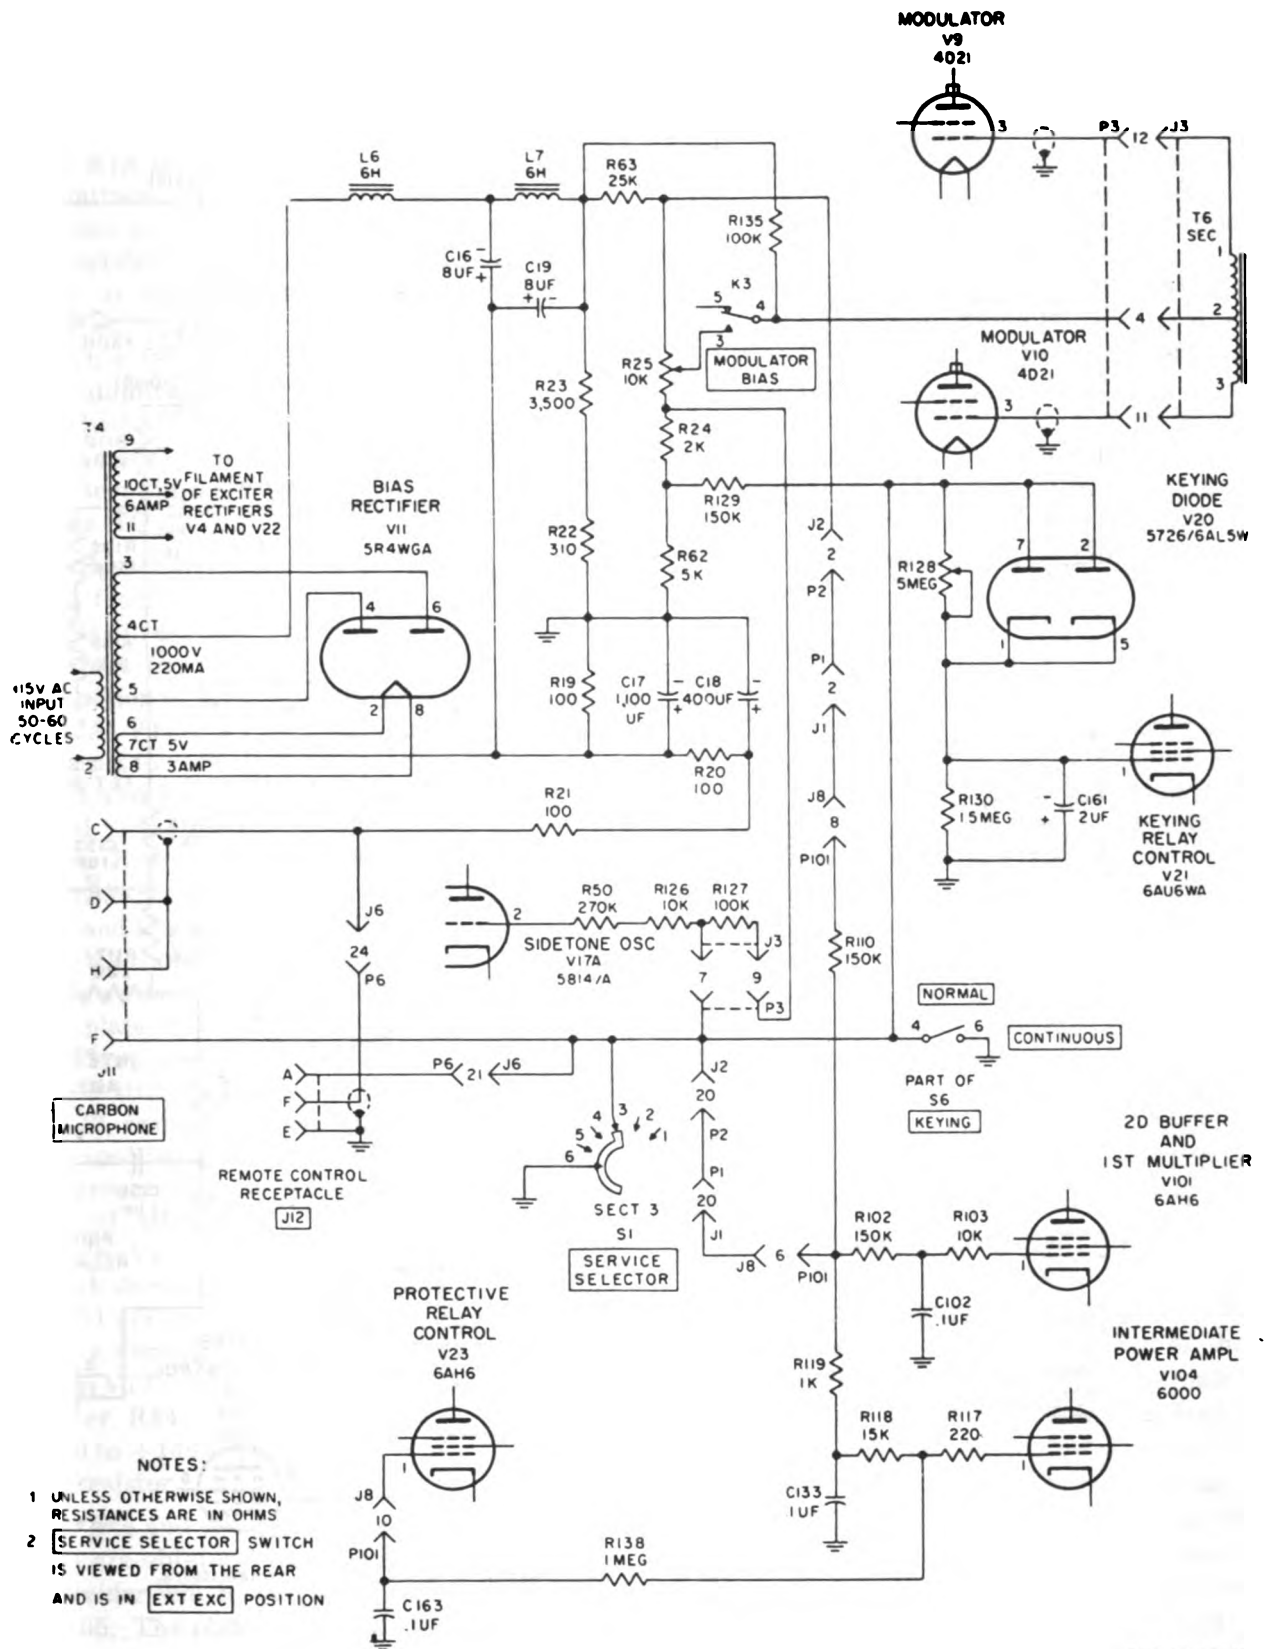 MODULATOR
V9
4D21
3
P3
12
J3
L6
6H
L7
6H
R63
25K
R135
100K
T6
SEC
1
C16
8UF
-
+
C19
8UF
+
-
K3
5
4
3
4
2
MODULATOR
BIAS
MODULATOR
V10
4D21
3
11
3
R25
10K
R23
3,500
R24
2K
T4
9
10CT,5V
6AMP
11
TO
FILAMENT
OF EXCITER
RECTIFIERS
V4 AND V22
BIAS
RECTIFIER
V11
5R4WGA
R129
150K
KEYING
DIODE
V20
5726/6AL5W
R22
310
R62
5K
J2
2
P2
R128
5MEG
7
2
1
5
3
4CT
1000V
220MA
5
4
6
2
8
115V AC
INPUT
50-60
CYCLES
2
6
7CT 5V
8 3AMP
R19
100
C17
1,100
UF
-
+
C18
400UF
-
+
P1
2
J1
R20
100
R21
100
J8
8
P101
R130
15MEG
-
+
C161
2UF
1
KEYING
RELAY
CONTROL
V21
6AU6WA
C
D
H
F
J11
CARBON
MICROPHONE
J6
24
P6
2
SIDETONE OSC
V17A
5814/A
R50
270K
R126
10K
R127
100K
J3
7
9
P3
R110
150K
NORMAL
4
6
CONTINUOUS
PART OF
S6
KEYING
A
F
E
P6
21
J6
REMOTE CONTROL
RECEPTACLE
J12
6
5
4
3
2
1
SECT 3
S1
SERVICE
SELECTOR
J2
20
P2
P1
20
J1
J8
6
P101
2D BUFFER
AND
1ST MULTIPLIER
V101
6AH6
R102
150K
R103
10K
1
C102
.1UF
PROTECTIVE
RELAY
CONTROL
V23
6AH6
1
INTERMEDIATE
POWER AMPL
V104
6000
R119
1K
R118
15K
R117
220
1
C133
.1UF
J8
10
P101
R138
1MEG
C163
.1UF
NOTES:
1 UNLESS OTHERWISE SHOWN,
RESISTANCES ARE IN OHMS
2 SERVICE SELECTOR SWITCH
IS VIEWED FROM THE REAR
AND IS IN EXT EXC POSITION